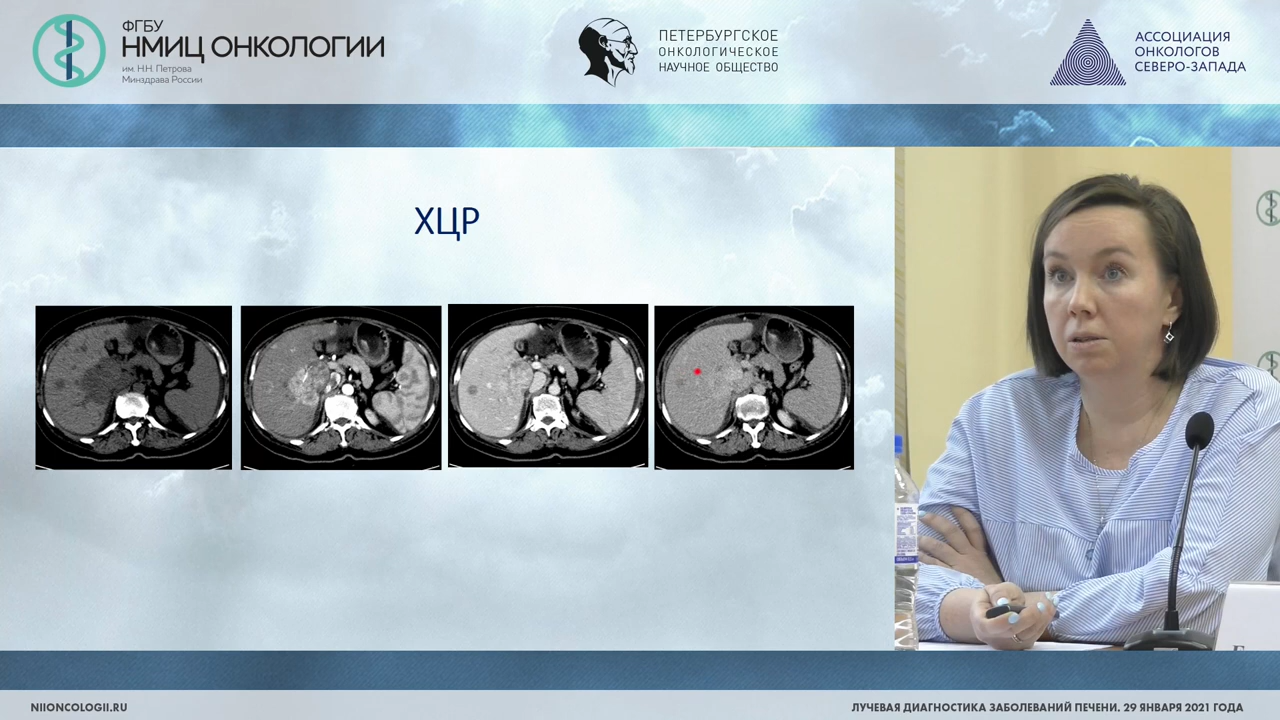 ФГБУ
НМИЦ ОНКОЛОГИИ
им. Н.Н. Петрова
Минздрава России
ПЕТЕРБУРГСКОЕ
ОНКОЛОГИЧЕСКОЕ
НАУЧНОЕ ОБЩЕСТВО
АССОЦИАЦИЯ
ОНКОЛОГОВ
СЕВЕРО-ЗАПАДА
ХЦР
NIIONCOLOGII.RU
ЛУЧЕВАЯ ДИАГНОСТИКА ЗАБОЛЕВАНИЙ ПЕЧЕНИ. 29 ЯНВАРЯ 2021 ГОДА